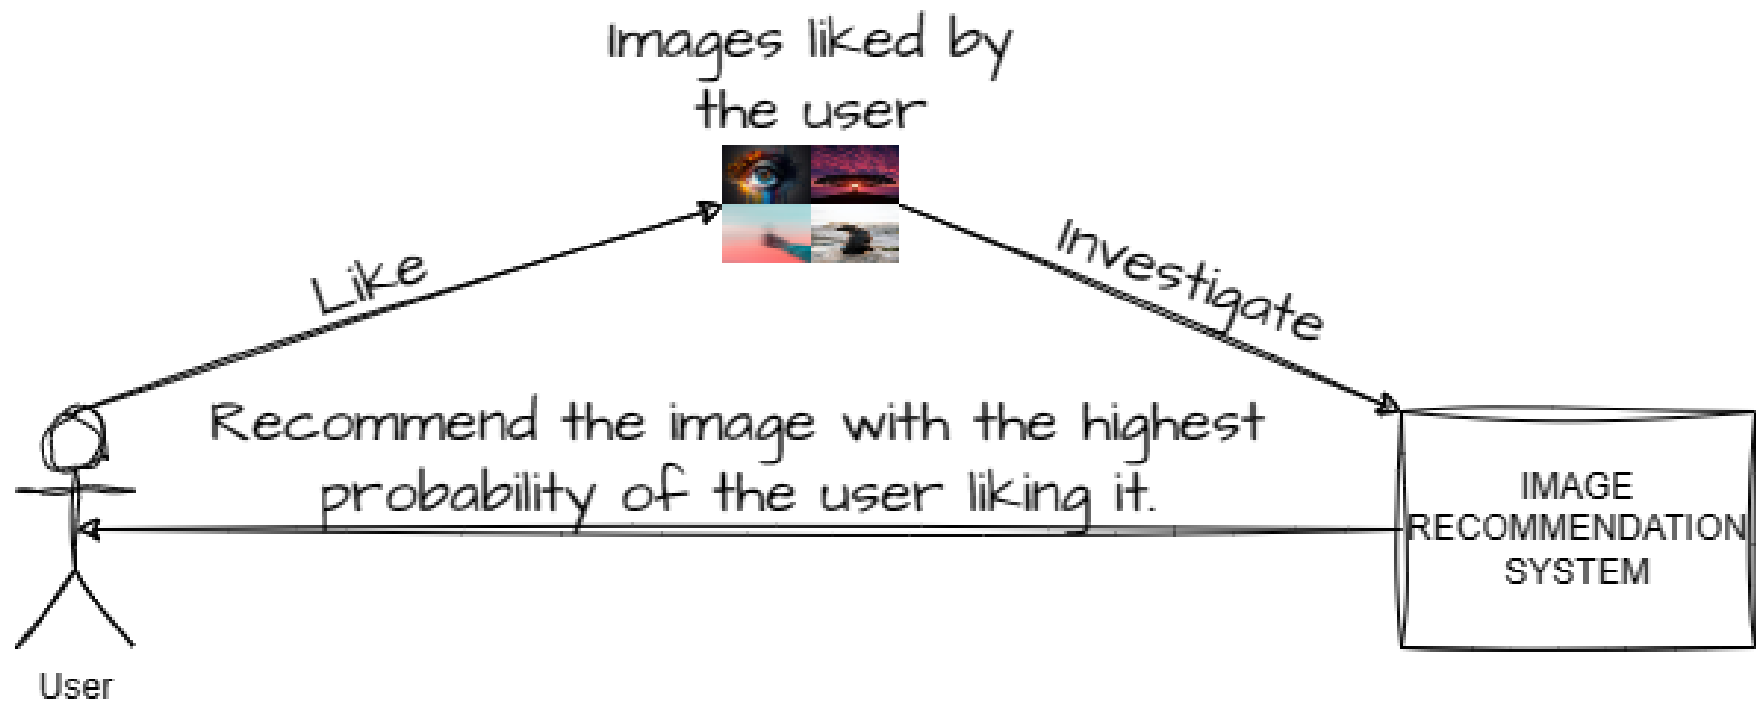 Images liked by
the user
Like
Investigate
Recommend the image with the highest
probability of the user liking it.
IMAGE
RECOMMENDATION
SYSTEM
User